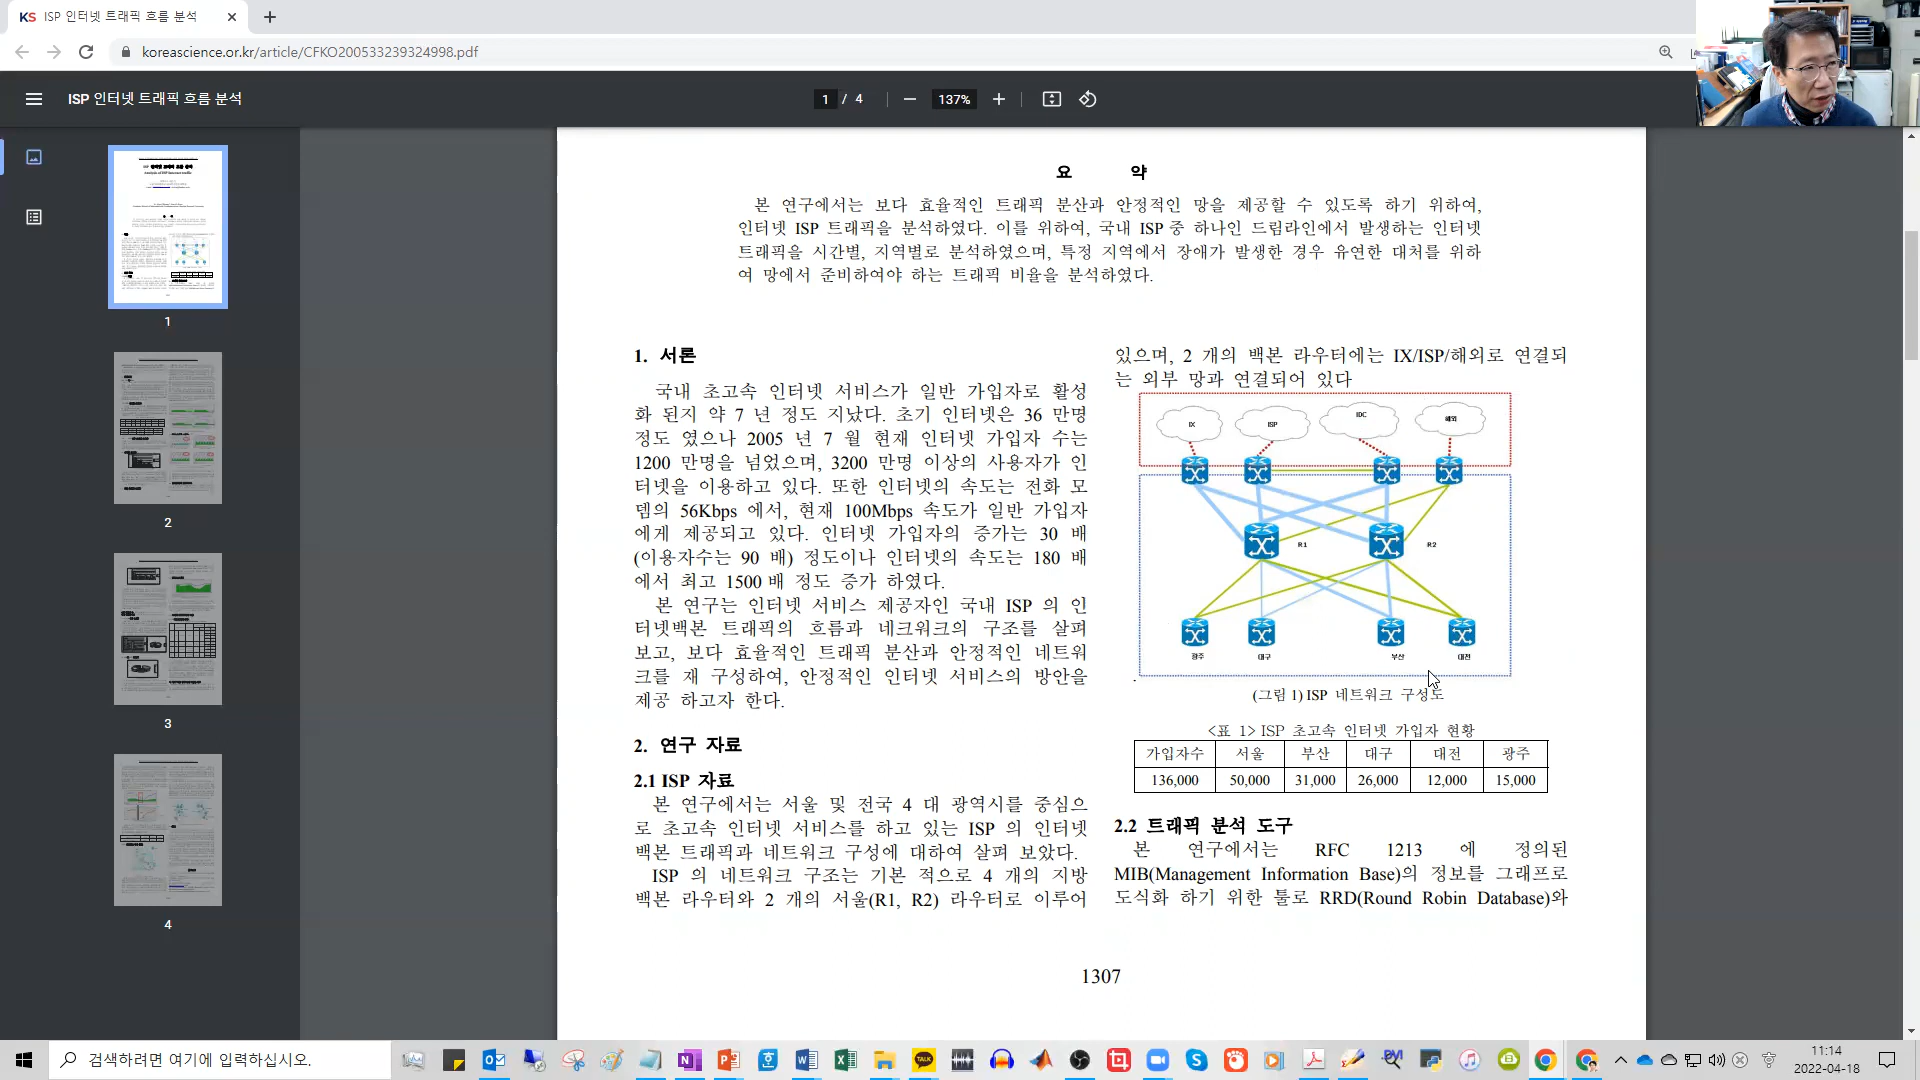 KS ISP 인터넷 트래픽 흐름 분석
koreascience.or.kr/article/CFKO200533239324998.pdf
ISP 인터넷 트래픽 흐름 분석
1 / 4
137%
1
2
3
4
요 약
본 연구에서는 보다 효율적인 트래픽 분산과 안정적인 망을 제공할 수 있도록 하기 위하여,
인터넷 ISP 트래픽을 분석하였다. 이를 위하여, 국내 ISP 중 하나인 드림라인에서 발생하는 인터넷
트래픽을 시간별, 지역별로 분석하였으며, 특정 지역에서 장애가 발생한 경우 유연한 대처를 위하
여 망에서 준비하여야 하는 트래픽 비율을 분석하였다.
1. 서론
국내 초고속 인터넷 서비스가 일반 가입자로 활성
화 된지 약 7 년 정도 지났다. 초기 인터넷은 36 만명
정도 였으나 2005 년 7 월 현재 인터넷 가입자 수는
1200 만명을 넘었으며, 3200 만명 이상의 사용자가 인
터넷을 이용하고 있다. 또한 인터넷의 속도는 전화 모
뎀의 56Kbps 에서, 현재 100Mbps 속도가 일반 가입자
에게 제공되고 있다. 인터넷 가입자의 증가는 30 배
(이용자수는 90 배) 정도이나 인터넷의 속도는 180 배
에서 최고 1500 배 정도 증가 하였다.
본 연구는 인터넷 서비스 제공자인 국내 ISP 의 인
터넷백본 트래픽의 흐름과 네크워크의 구조를 살펴
보고, 보다 효율적인 트래픽 분산과 안정적인 네트워
크를 재 구성하여, 안정적인 인터넷 서비스의 방안을
제공 하고자 한다.
2. 연구 자료
2.1 ISP 자료
본 연구에서는 서울 및 전국 4 대 광역시를 중심으
로 초고속 인터넷 서비스를 하고 있는 ISP 의 인터넷
백본 트래픽과 네트워크 구성에 대하여 살펴 보았다.
ISP 의 네트워크 구조는 기본 적으로 4 개의 지방
백본 라우터와 2 개의 서울(R1, R2) 라우터로 이루어
있으며, 2 개의 백본 라우터에는 IX/ISP/해외로 연결되
는 외부 망과 연결되어 있다
IX ISP IDC 해외
R1 R2
광주 대구 부산 대전
(그림 1) ISP 네트워크 구성도
<표 1> ISP 초고속 인터넷 가입자 현황
가입자수 서울 부산 대구 대전 광주
136,000 50,000 31,000 26,000 12,000 15,000
2.2 트래픽 분석 도구
본 연구에서는 RFC 1213 에 정의된
MIB(Management Information Base)의 정보를 그래프로
도식화 하기 위한 툴로 RRD(Round Robin Database)와
1307
검색하려면 여기에 입력하십시오.
11:14
2022-04-18